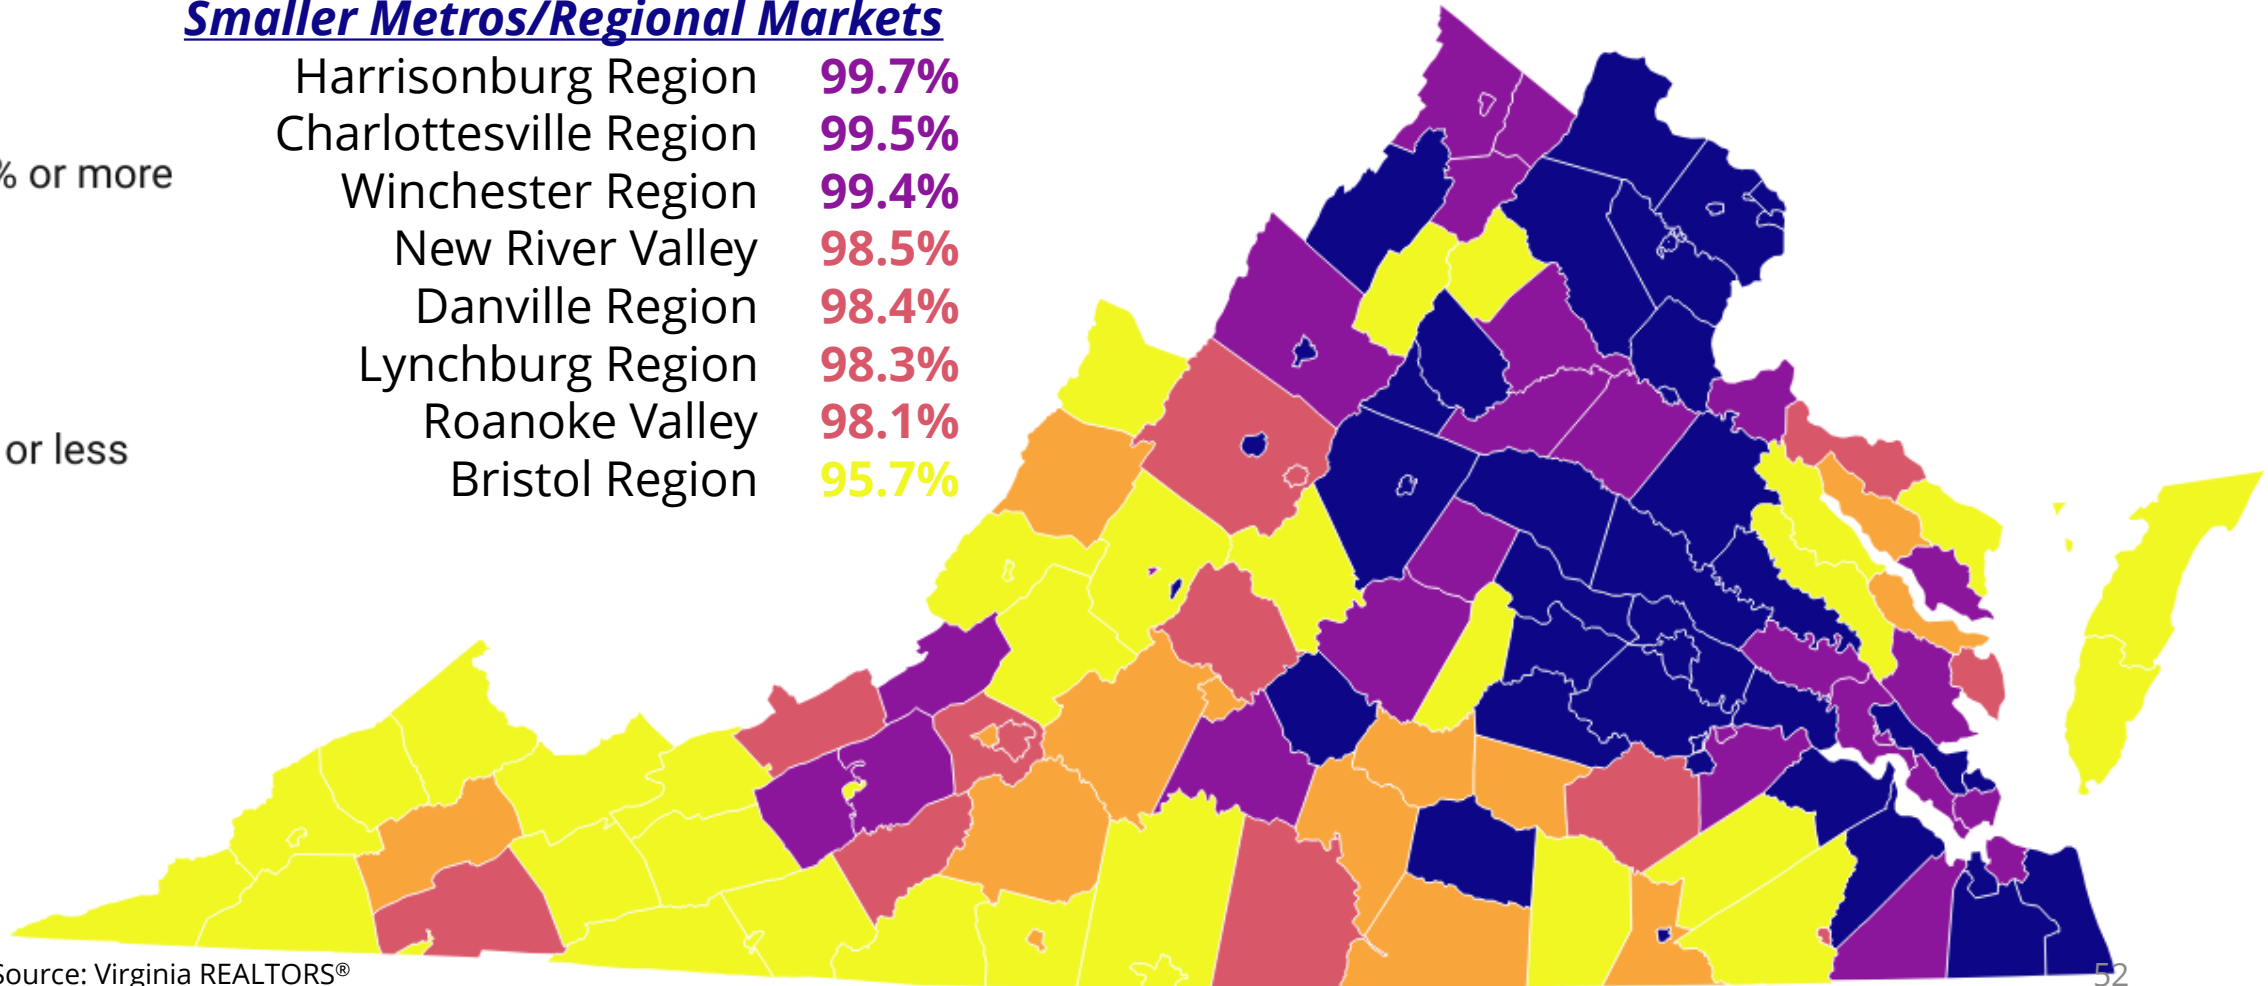 Smaller Metros/Regional Markets
Harrisonburg Region 99.7%
Charlottesville Region 99.5%
Winchester Region 99.4%
New River Valley 98.5%
Danville Region 98.4%
Lynchburg Region 98.3%
Roanoke Valley 98.1%
Bristol Region 95.7%
% or more
or less
Source: Virginia REALTORS®
52